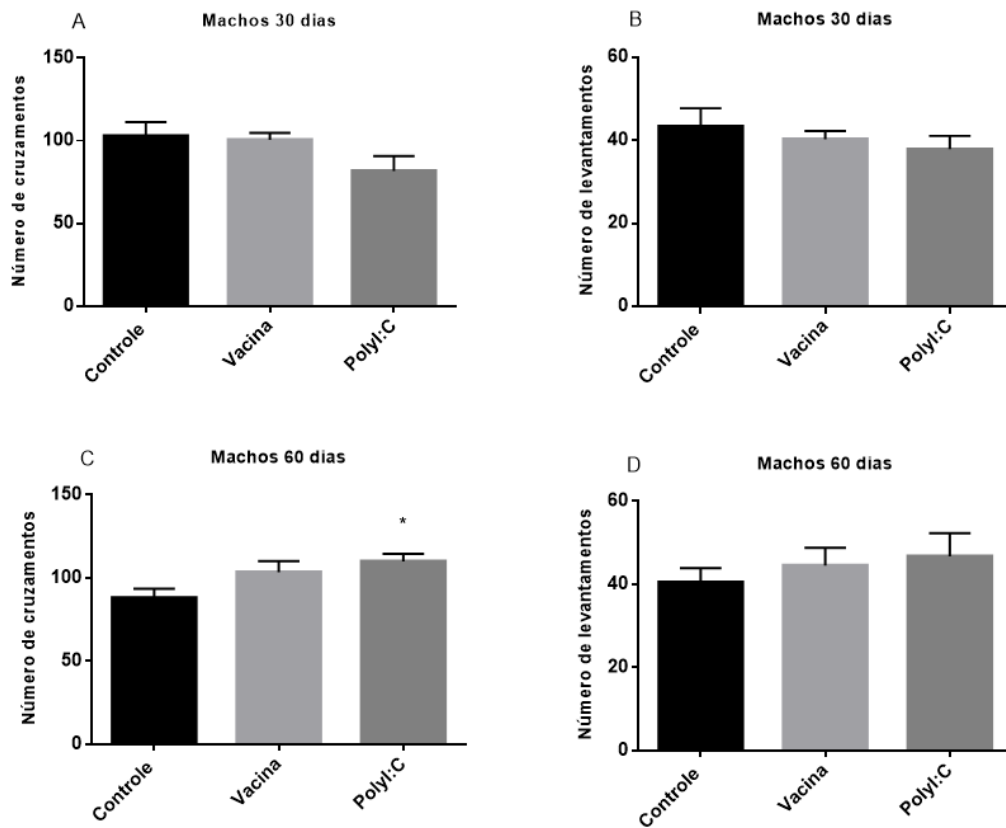 A
Machos 30 dias
Número de cruzamentos
150
100
50
0
Controle
Vacina
PolyI:C
B
Machos 30 dias
Número de levantamentos
60
40
20
0
Controle
Vacina
PolyI:C
C
Machos 60 dias
Número de cruzamentos
150
100
50
0
*
Controle
Vacina
PolyI:C
D
Machos 60 dias
Número de levantamentos
60
40
20
0
Controle
Vacina
PolyI:C